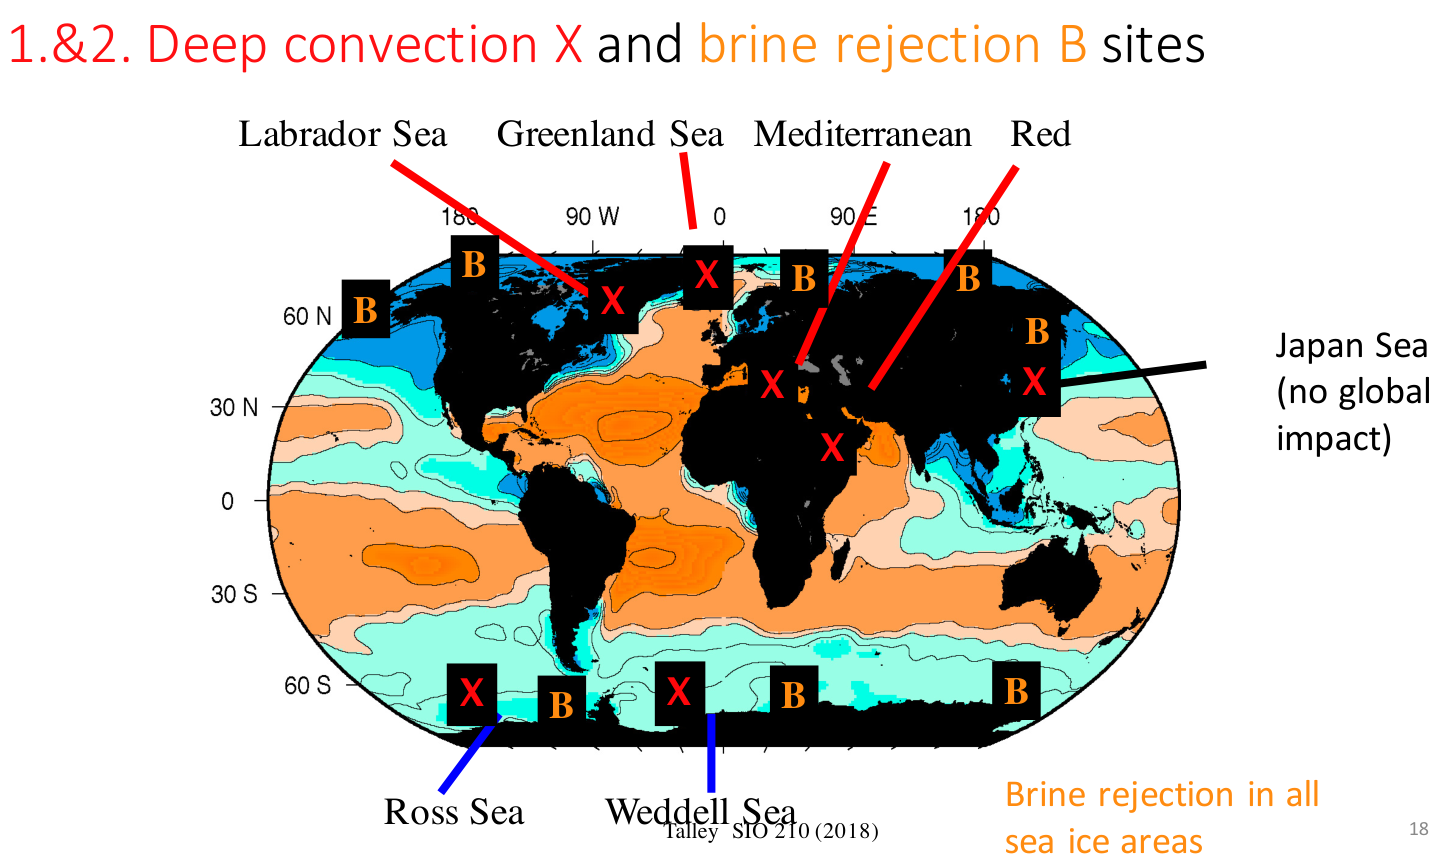 1.&2. Deep convection X and brine rejection B sites
Labrador Sea Greenland Sea Mediterranean Red
180 90 W 0 90 E 180
B X X B B
60 N B B
Japan Sea
(no global
impact)
X X
30 N
X
0
30 S
60 S X B X B B
Ross Sea Weddell Sea
Talley SIO 210 (2018)
Brine rejection in all
sea ice areas
18